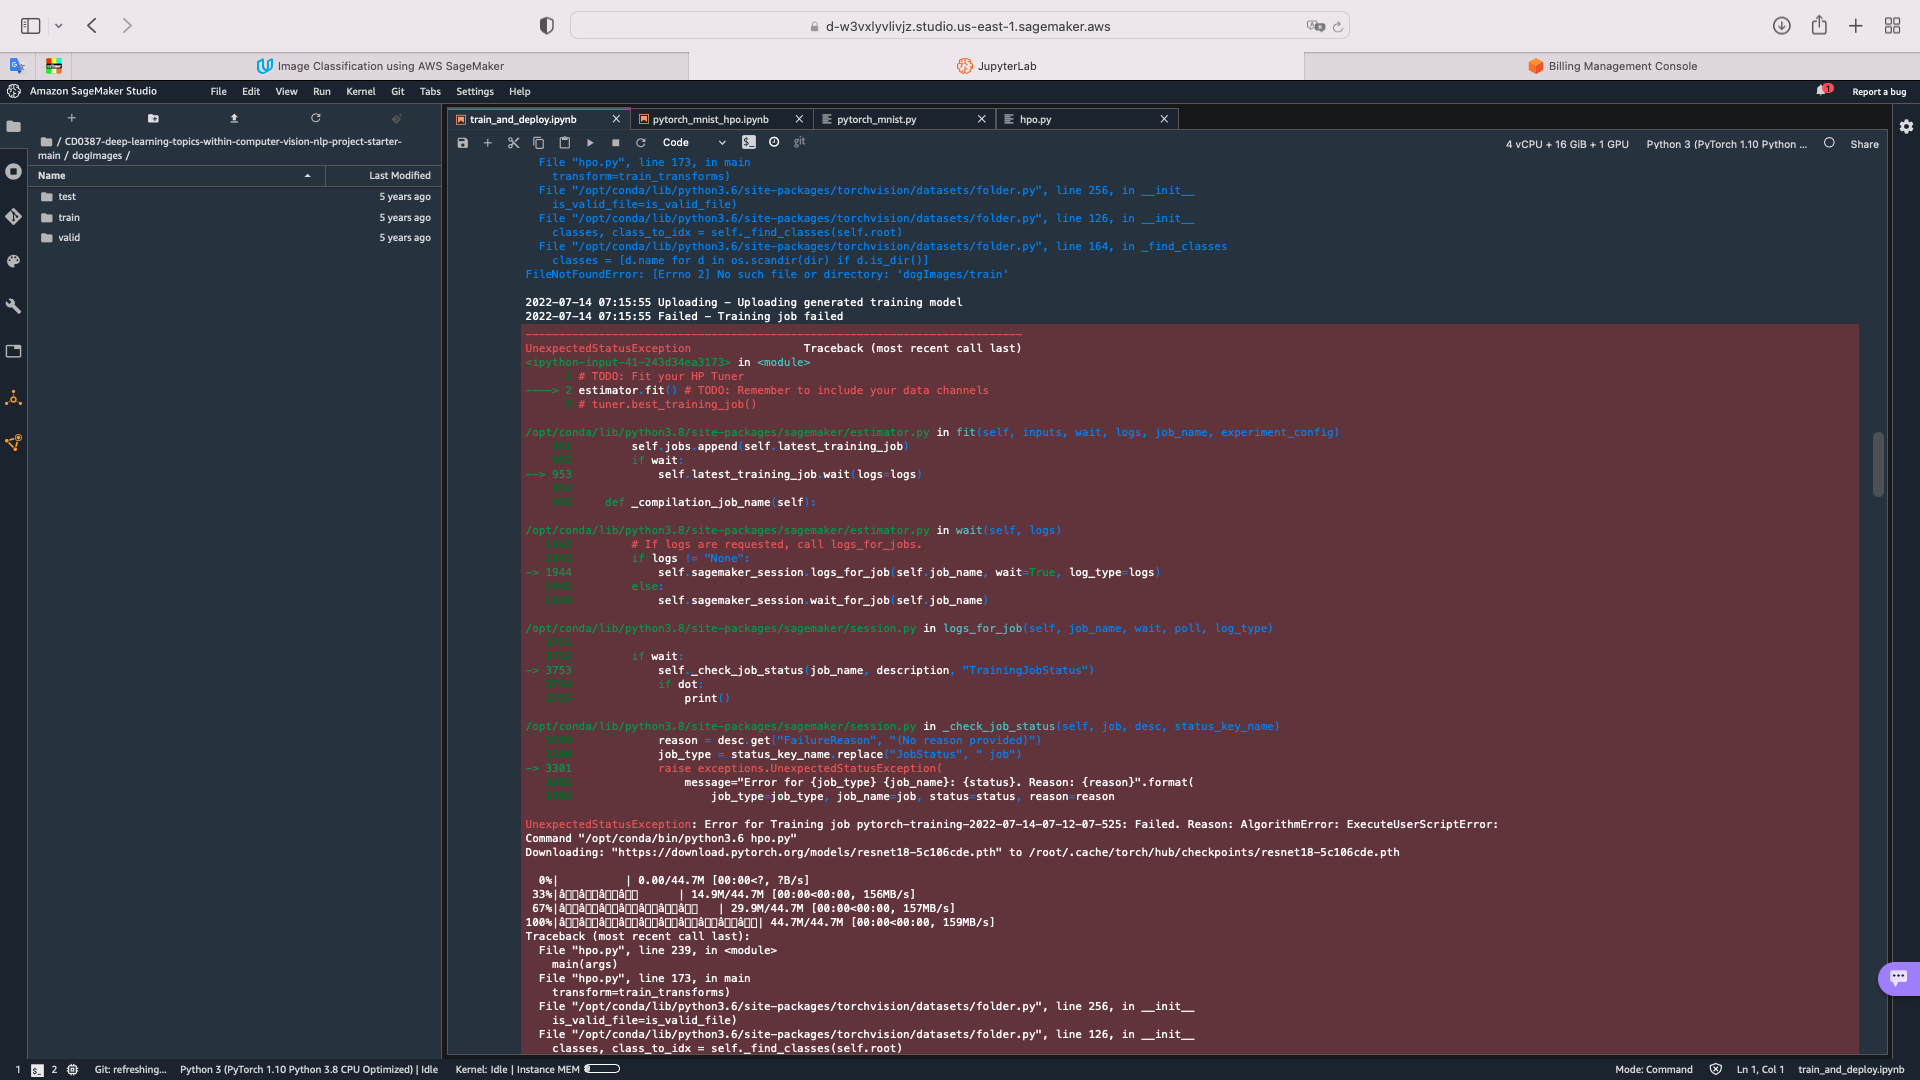 d-w3vxlyvlivjz.studio.us-east-1.sagemaker.aws
Image Classification using AWS SageMaker
JupyterLab
Billing Management Console
Amazon SageMaker Studio
File Edit View Run Kernel Git Tabs Settings Help
1
Report a bug
train_and_deploy.ipynb
pytorch_mnist_hpo.ipynb
pytorch_mnist.py
hpo.py
/ CD0387-deep-learning-topics-within-computer-vision-nlp-project-starter-
main / dogImages /
Name
Last Modified
test 5 years ago
train 5 years ago
valid 5 years ago
Code
git
4 vCPU + 16 GiB + 1 GPU
Python 3 (PyTorch 1.10 Python ...
Share
File "hpo.py", line 173, in main
transform=train_transforms)
File "/opt/conda/lib/python3.6/site-packages/torchvision/datasets/folder.py", line 256, in __init__
is_valid_file=is_valid_file)
File "/opt/conda/lib/python3.6/site-packages/torchvision/datasets/folder.py", line 126, in __init__
classes, class_to_idx = self._find_classes(self.root)
File "/opt/conda/lib/python3.6/site-packages/torchvision/datasets/folder.py", line 164, in _find_classes
classes = [d.name for d in os.scandir(dir) if d.is_dir()]
FileNotFoundError: [Errno 2] No such file or directory: 'dogImages/train'
2022-07-14 07:15:55 Uploading - Uploading generated training model
2022-07-14 07:15:55 Failed - Training job failed
UnexpectedStatusException Traceback (most recent call last)
<ipython-input-41-243d34ea3173> in <module>
# TODO: Fit your HP Tuner
----> 2 estimator.fit() # TODO: Remember to include your data channels
# tuner.best_training_job()
/opt/conda/lib/python3.8/site-packages/sagemaker/estimator.py in fit(self, inputs, wait, logs, job_name, experiment_config)
self.jobs.append(self.latest_training_job)
if wait:
--> 953 self.latest_training_job.wait(logs=logs)
def _compilation_job_name(self):
/opt/conda/lib/python3.8/site-packages/sagemaker/estimator.py in wait(self, logs)
# If logs are requested, call logs_for_jobs.
if logs != "None":
-> 1944 self.sagemaker_session.logs_for_job(self.job_name, wait=True, log_type=logs)
else:
self.sagemaker_session.wait_for_job(self.job_name)
/opt/conda/lib/python3.8/site-packages/sagemaker/session.py in logs_for_job(self, job_name, wait, poll, log_type)
if wait:
-> 3753 self._check_job_status(job_name, description, "TrainingJobStatus")
if dot:
print()
/opt/conda/lib/python3.8/site-packages/sagemaker/session.py in _check_job_status(self, job, desc, status_key_name)
reason = desc.get("FailureReason", "(No reason provided)")
job_type = status_key_name.replace("JobStatus", " job")
-> 3301 raise exceptions.UnexpectedStatusException(
message="Error for {job_type} {job_name}: {status}. Reason: {reason}".format(
job_type=job_type, job_name=job, status=status, reason=reason
UnexpectedStatusException: Error for Training job pytorch-training-2022-07-14-07-12-07-525: Failed. Reason: AlgorithmError: ExecuteUserScriptError:
Command "/opt/conda/bin/python3.6 hpo.py"
Downloading: "https://download.pytorch.org/models/resnet18-5c106cde.pth" to /root/.cache/torch/hub/checkpoints/resnet18-5c106cde.pth
0%| | 0.00/44.7M [00:00<?, ?B/s]
33%| | 14.9M/44.7M [00:00<00:00, 156MB/s]
67%| | 29.9M/44.7M [00:00<00:00, 157MB/s]
100%| | 44.7M/44.7M [00:00<00:00, 159MB/s]
Traceback (most recent call last):
File "hpo.py", line 239, in <module>
main(args)
File "hpo.py", line 173, in main
transform=train_transforms)
File "/opt/conda/lib/python3.6/site-packages/torchvision/datasets/folder.py", line 256, in __init__
is_valid_file=is_valid_file)
File "/opt/conda/lib/python3.6/site-packages/torchvision/datasets/folder.py", line 126, in __init__
classes, class_to_idx = self._find_classes(self.root)
1
2
Git: refreshing...
Python 3 (PyTorch 1.10 Python 3.8 CPU Optimized) | Idle
Kernel: Idle | Instance MEM
Mode: Command
Ln 1, Col 1
train_and_deploy.ipynb